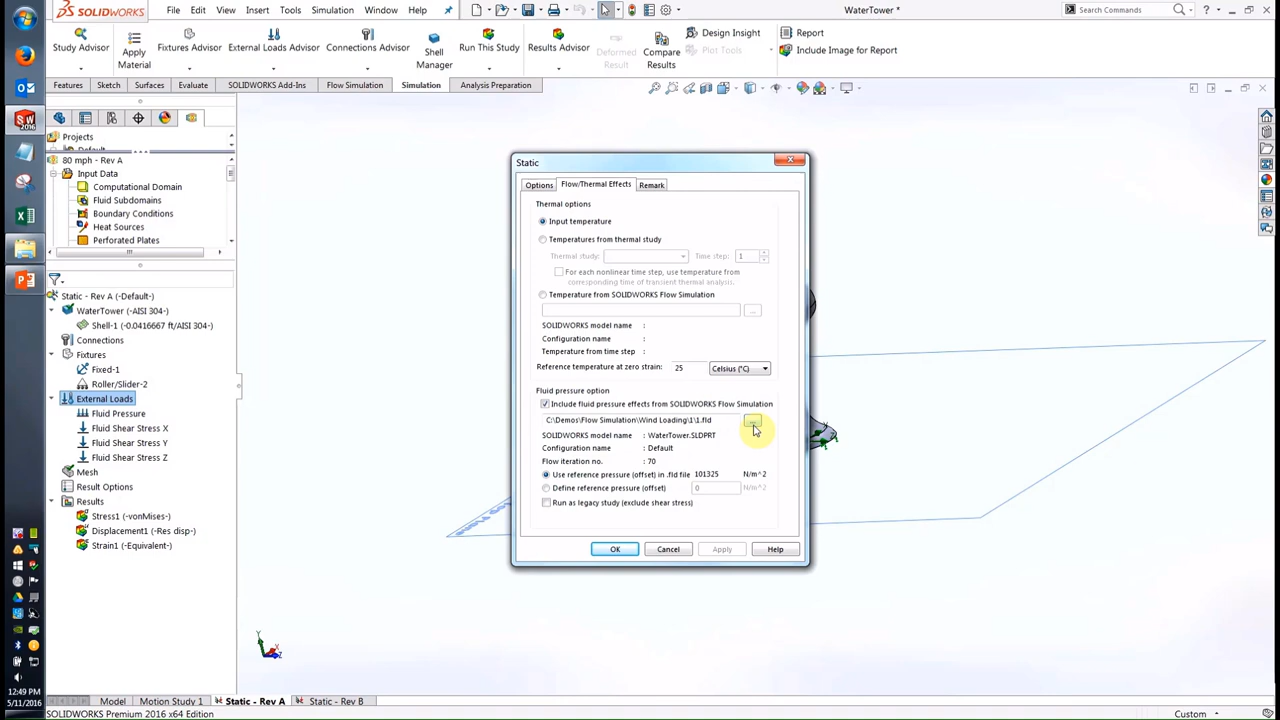 SOLIDWORKS
File Edit View Insert Tools Simulation Window Help
WaterTower *
Search Commands
Study Advisor
Apply Material
Fixtures Advisor
External Loads Advisor
Connections Advisor
Shell Manager
Run This Study
Results Advisor
Deformed Result
Compare Results
Design Insight
Plot Tools
Report
Include Image for Report
Features Sketch Surfaces Evaluate SOLIDWORKS Add-Ins Flow Simulation Simulation Analysis Preparation
Projects
Default
80 mph - Rev A
Input Data
Computational Domain
Fluid Subdomains
Boundary Conditions
Heat Sources
Perforated Plates
Static - Rev A (-Default-)
WaterTower (-AISI 304-)
Shell-1 (-0.0416667 ft/AISI 304-)
Connections
Fixtures
Fixed-1
Roller/Slider-2
External Loads
Fluid Pressure
Fluid Shear Stress X
Fluid Shear Stress Y
Fluid Shear Stress Z
Mesh
Result Options
Results
Stress1 (-vonMises-)
Displacement1 (-Res disp-)
Strain1 (-Equivalent-)
Static
Options Flow/Thermal Effects Remark
Thermal options
Input temperature
Temperatures from thermal study
Thermal study: Time step: 1
For each nonlinear time step, use temperature from
corresponding time of transient thermal analysis.
Temperature from SOLIDWORKS Flow Simulation
...
SOLIDWORKS model name :
Configuration name :
Temperature from time step :
Reference temperature at zero strain: 25 Celsius (°C)
Fluid pressure option
Include fluid pressure effects from SOLIDWORKS Flow Simulation
C:\Demos\Flow Simulation\Wind Loading\1\1.fld ...
SOLIDWORKS model name : WaterTower.SLDPRT
Configuration name : Default
Flow iteration no. : 70
Use reference pressure (offset) in .fld file 101325 N/m^2
Define reference pressure (offset) 0 N/m^2
Run as legacy study (exclude shear stress)
OK Cancel Apply Help
Y
Z
12:49 PM
5/11/2016
Model Motion Study 1 Static - Rev A Static - Rev B
SOLIDWORKS Premium 2016 x64 Edition
Custom